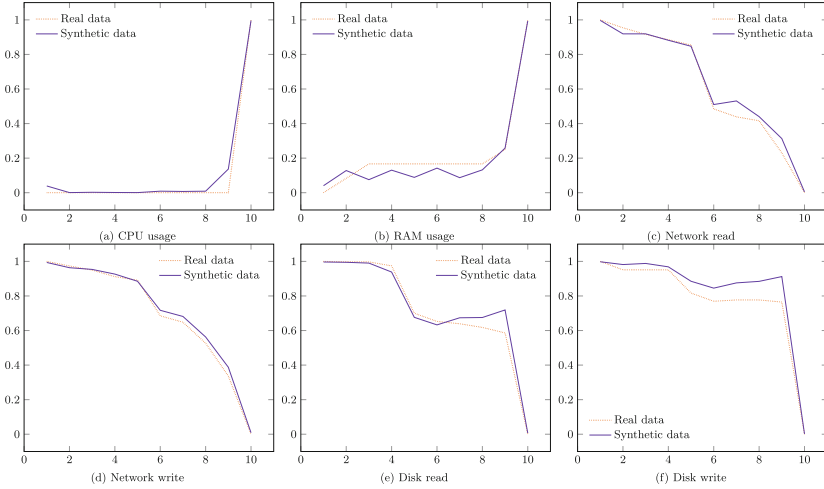 1
0.8
0.6
0.4
0.2
0
Real data
Synthetic data
0 2 4 6 8 10
(a) CPU usage
1
0.8
0.6
0.4
0.2
0
Real data
Synthetic data
0 2 4 6 8 10
(b) RAM usage
1
0.8
0.6
0.4
0.2
0
Real data
Synthetic data
0 2 4 6 8 10
(c) Network read
1
0.8
0.6
0.4
0.2
0
Real data
Synthetic data
0 2 4 6 8 10
(d) Network write
1
0.8
0.6
0.4
0.2
0
Real data
Synthetic data
0 2 4 6 8 10
(e) Disk read
1
0.8
0.6
0.4
0.2
0
Real data
Synthetic data
0 2 4 6 8 10
(f) Disk write